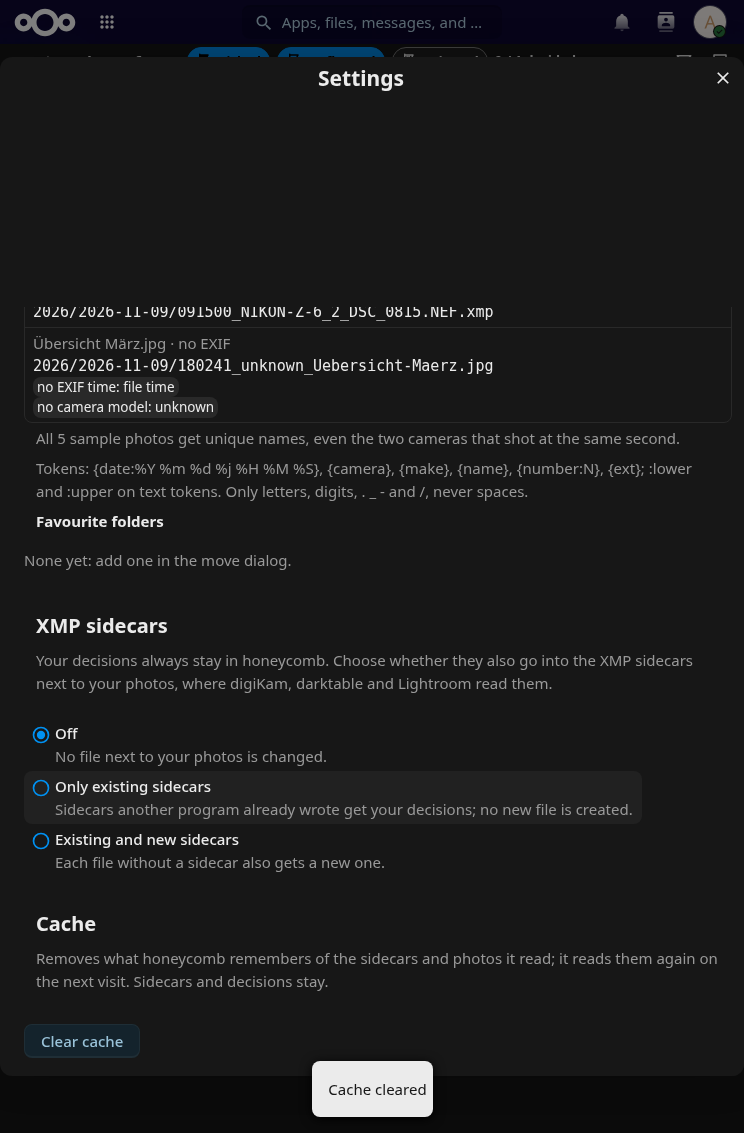 Apps, files, messages, and ...
A
Settings
2026/2026-11-09/091500_NIKON-Z-6_2_DSC_0815.NEF.xmp
Übersicht März.jpg · no EXIF
2026/2026-11-09/180241_unknown_Uebersicht-Maerz.jpg
no EXIF time: file time
no camera model: unknown
All 5 sample photos get unique names, even the two cameras that shot at the same second.
Tokens: {date:%Y %m %d %j %H %M %S}, {camera}, {make}, {name}, {number:N}, {ext}; :lower
and :upper on text tokens. Only letters, digits, . _ - and /, never spaces.
Favourite folders
None yet: add one in the move dialog.
XMP sidecars
Your decisions always stay in honeycomb. Choose whether they also go into the XMP sidecars
next to your photos, where digiKam, darktable and Lightroom read them.
Off
No file next to your photos is changed.
Only existing sidecars
Sidecars another program already wrote get your decisions; no new file is created.
Existing and new sidecars
Each file without a sidecar also gets a new one.
Cache
Removes what honeycomb remembers of the sidecars and photos it read; it reads them again on
the next visit. Sidecars and decisions stay.
Clear cache
Cache cleared